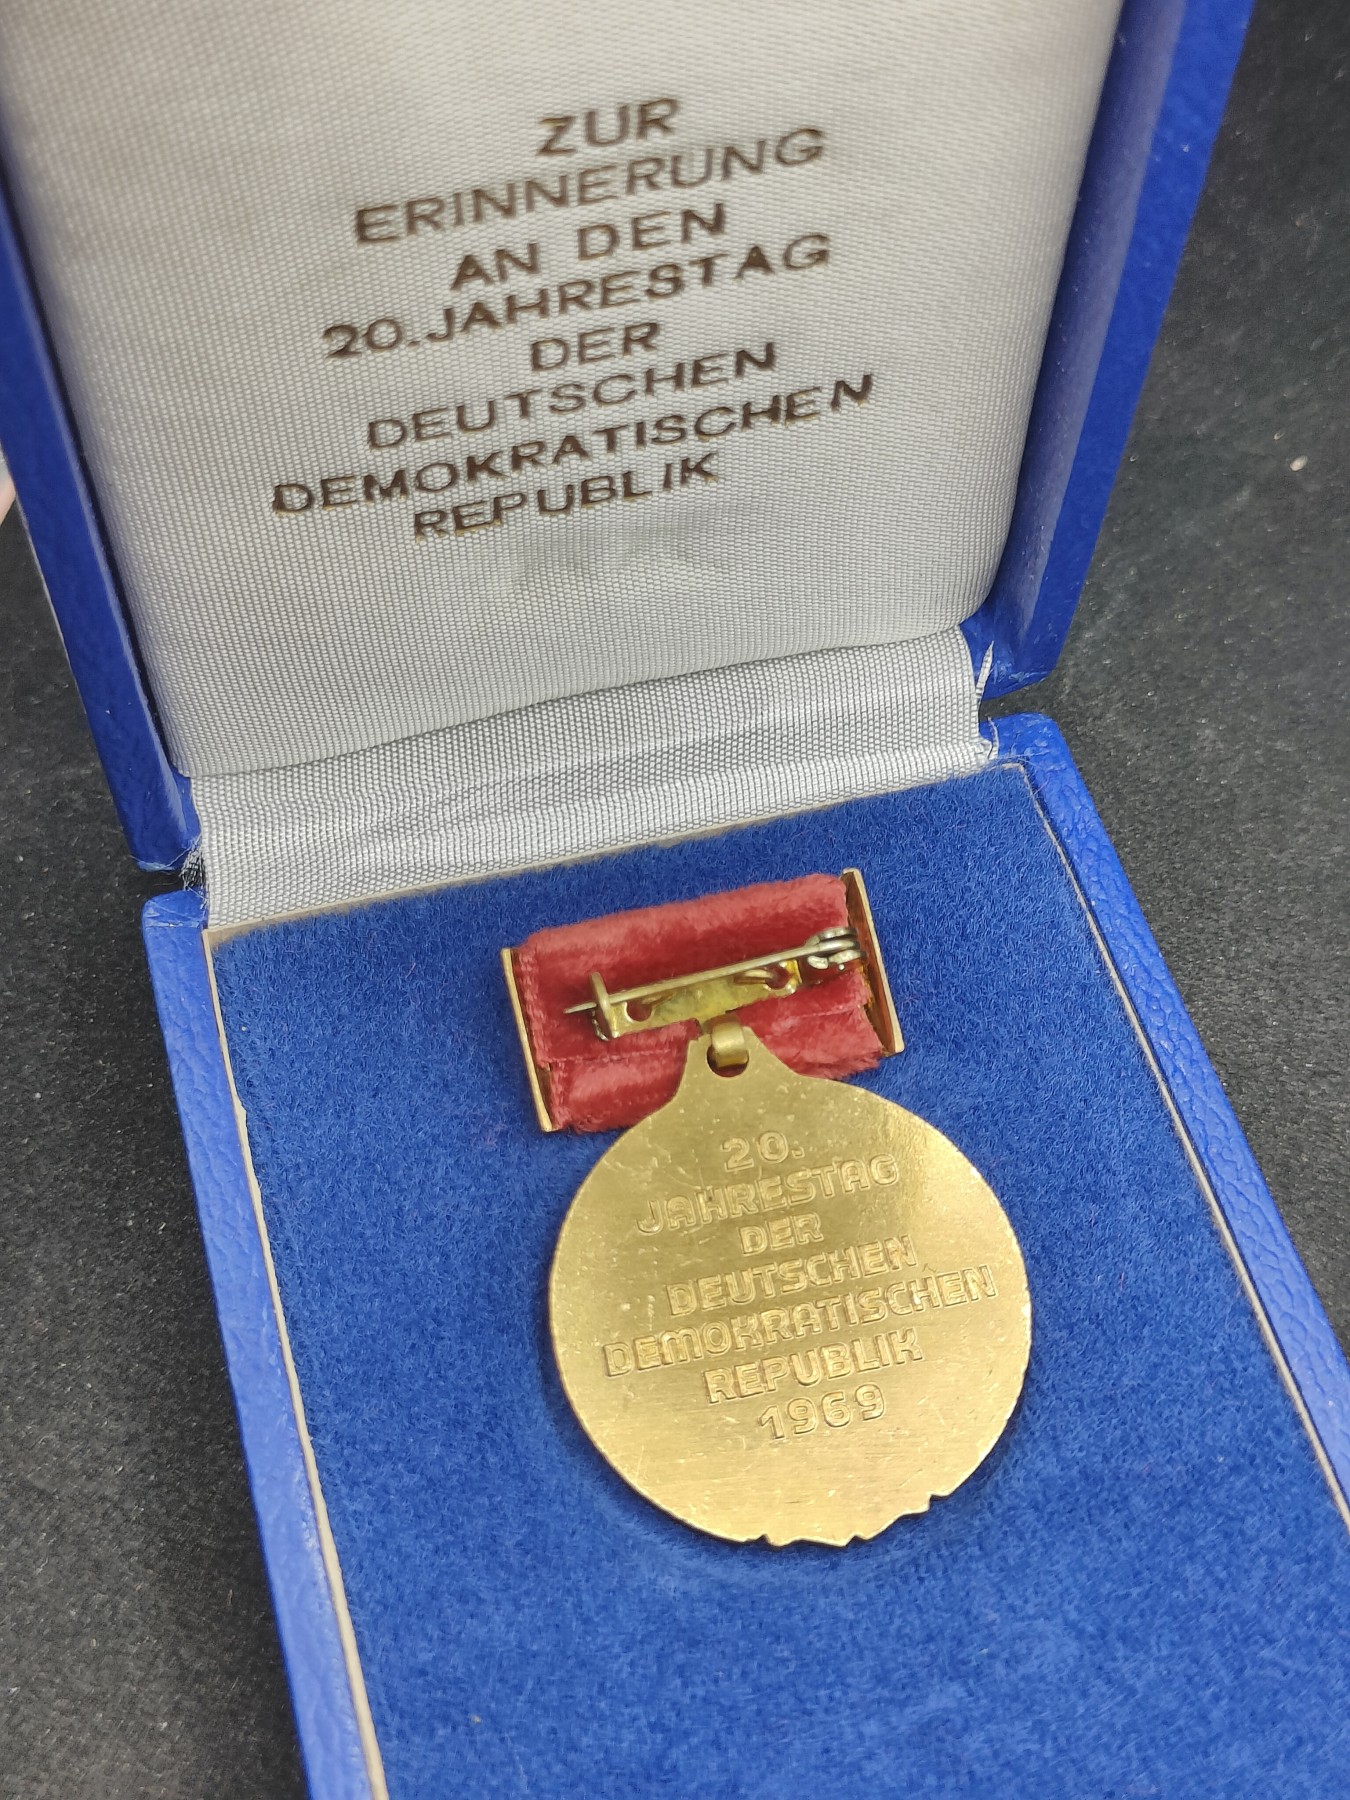 ZUR
ERINNERUNG
AN DEN
20.JAHRESTAG
DER
DEUTSCHEN
DEMOKRATISCHEN
REPUBLIK
20.
JAHRESTAG
DER
DEUTSCHEN
DEMOKRATISCHEN
REPUBLIK
1969